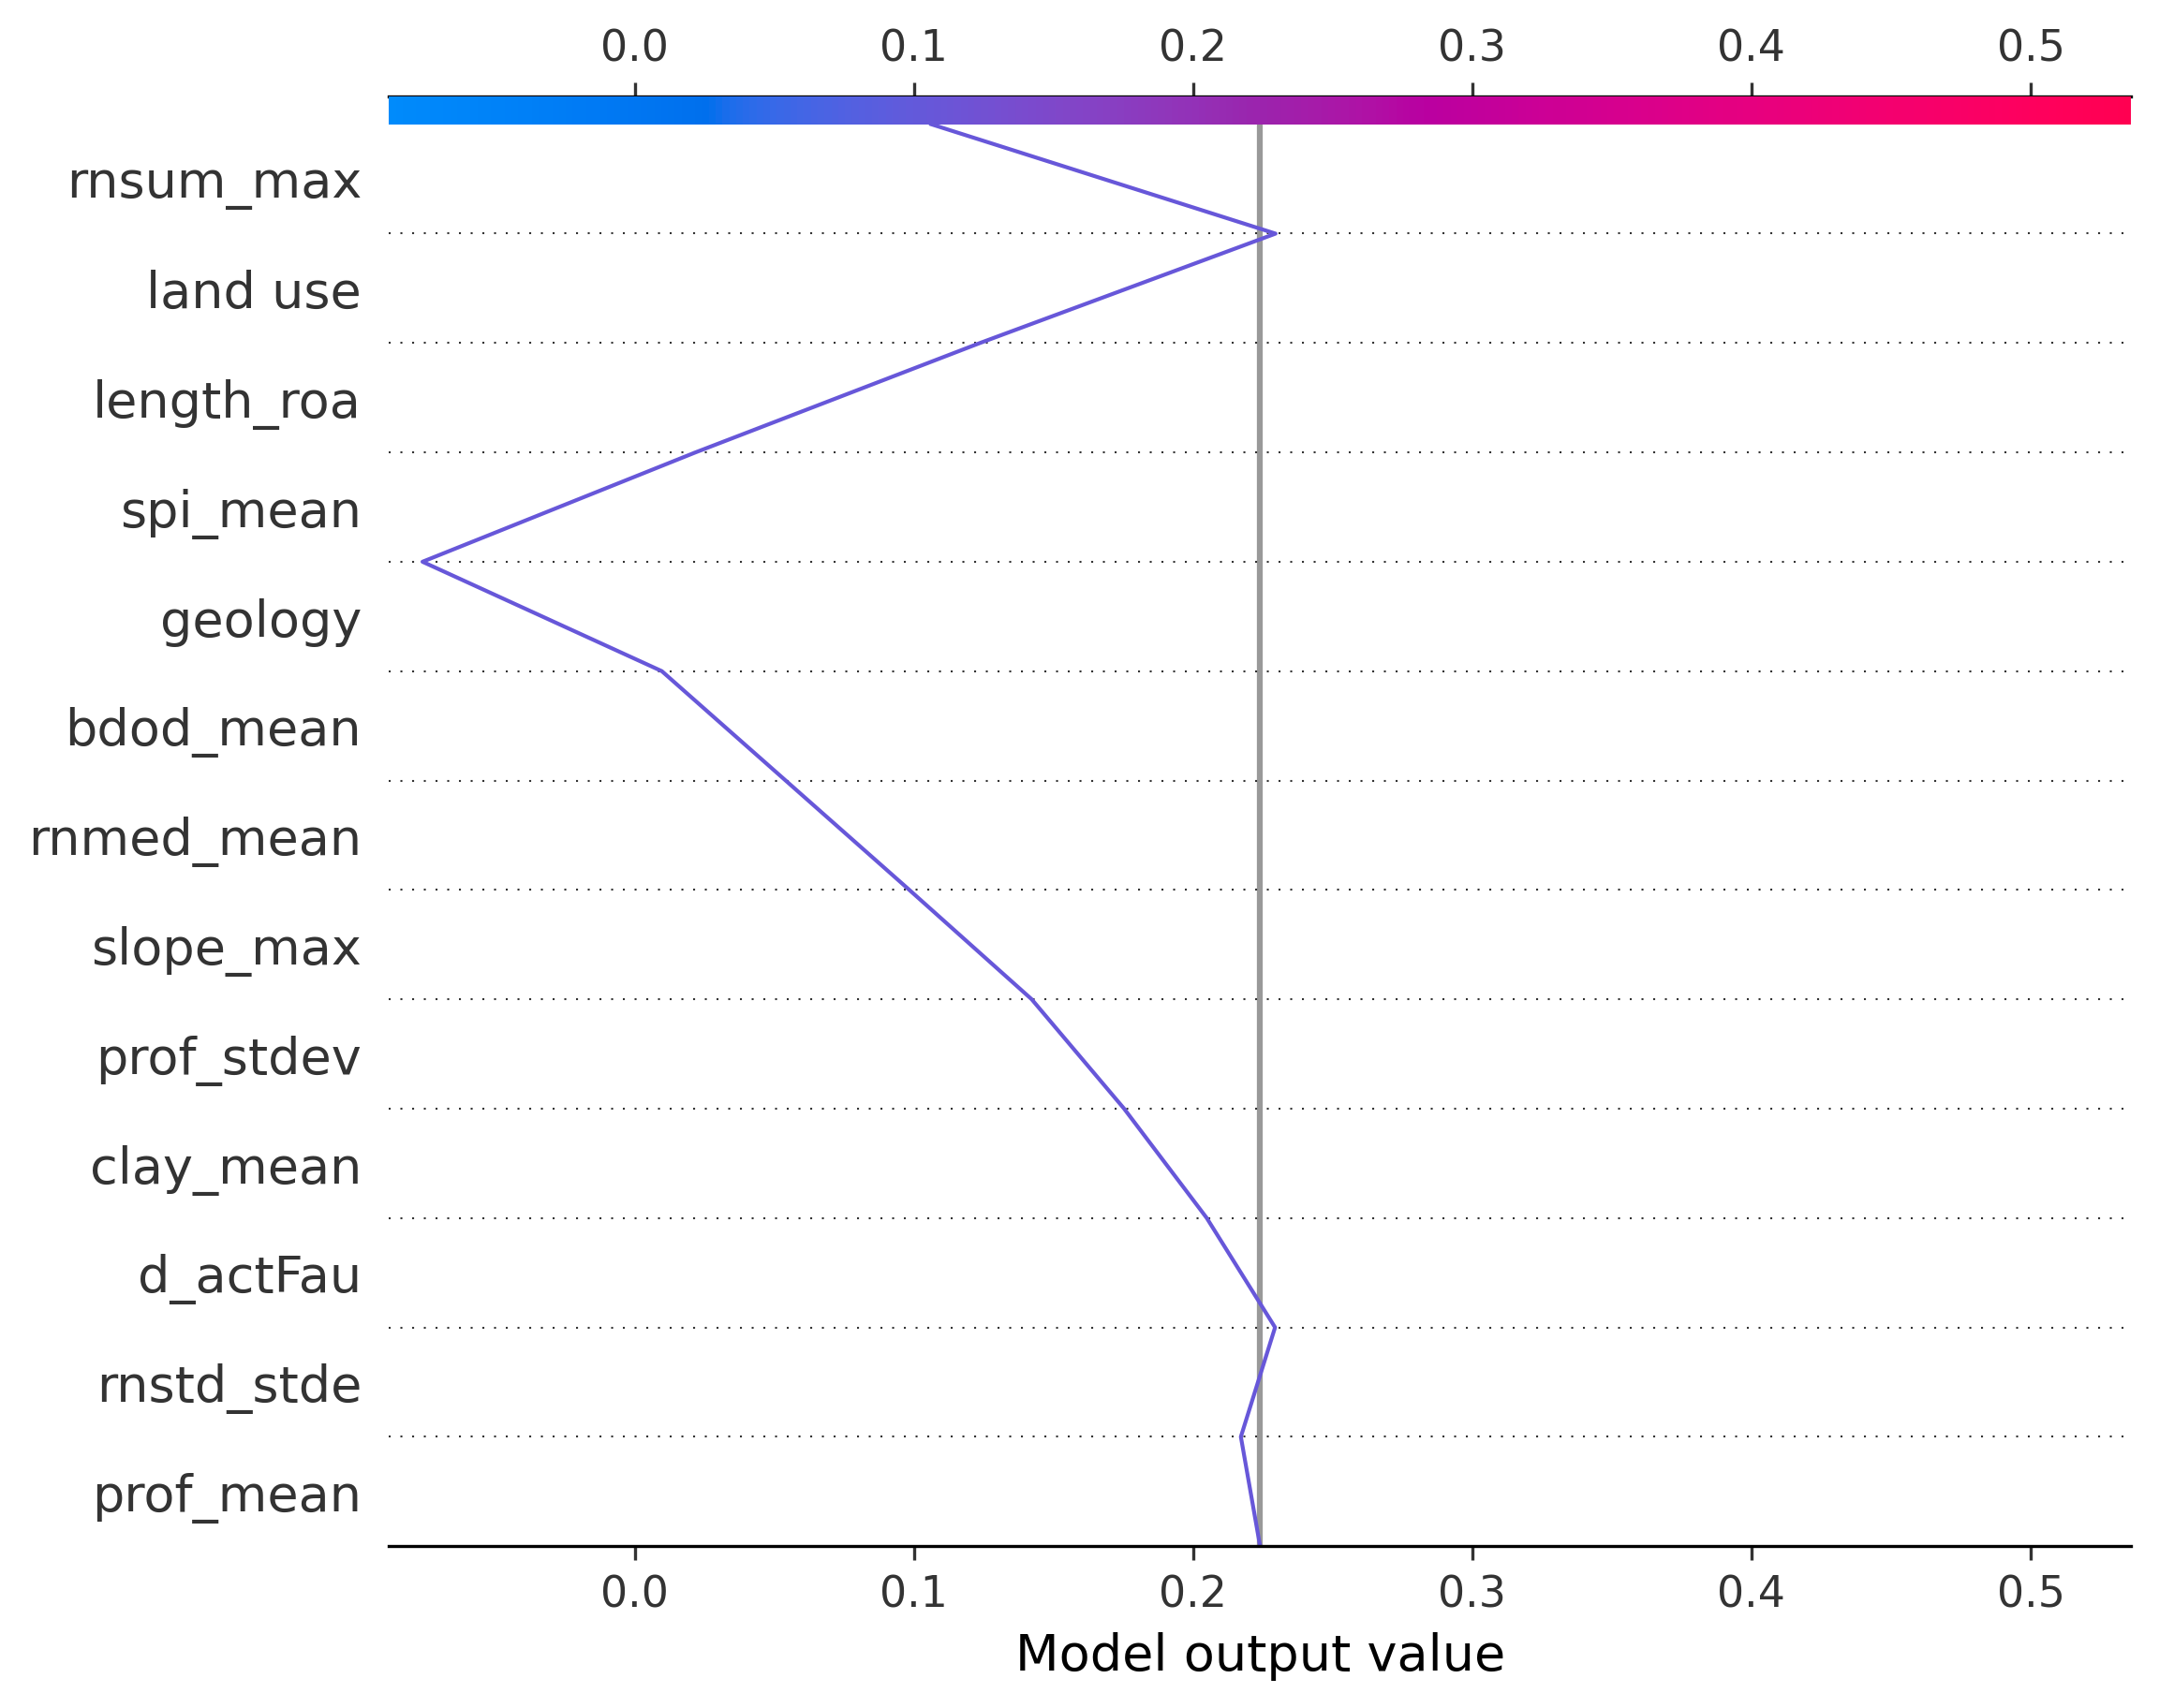 0.0 0.1 0.2 0.3 0.4 0.5
rnsum_max
land use
length_roa
spi_mean
geology
bdod_mean
rnmed_mean
slope_max
prof_stdev
clay_mean
d_actFau
rnstd_stde
prof_mean
0.0 0.1 0.2 0.3 0.4 0.5
Model output value